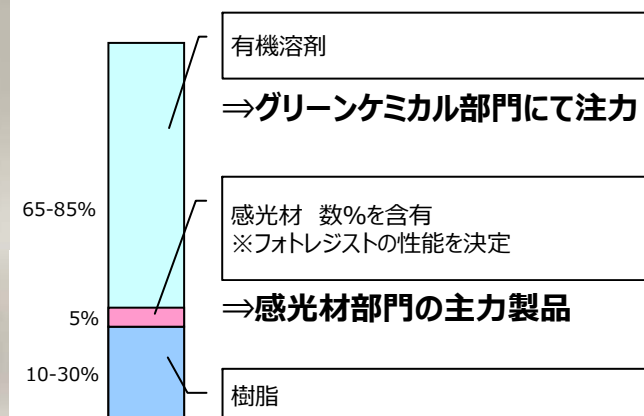 有機溶剤
⇒グリーンケミカル部門にて注力
65-85%
感光材 数%を含有
※フォトレジストの性能を決定
5%
⇒感光材部門の主力製品
10-30%
樹脂